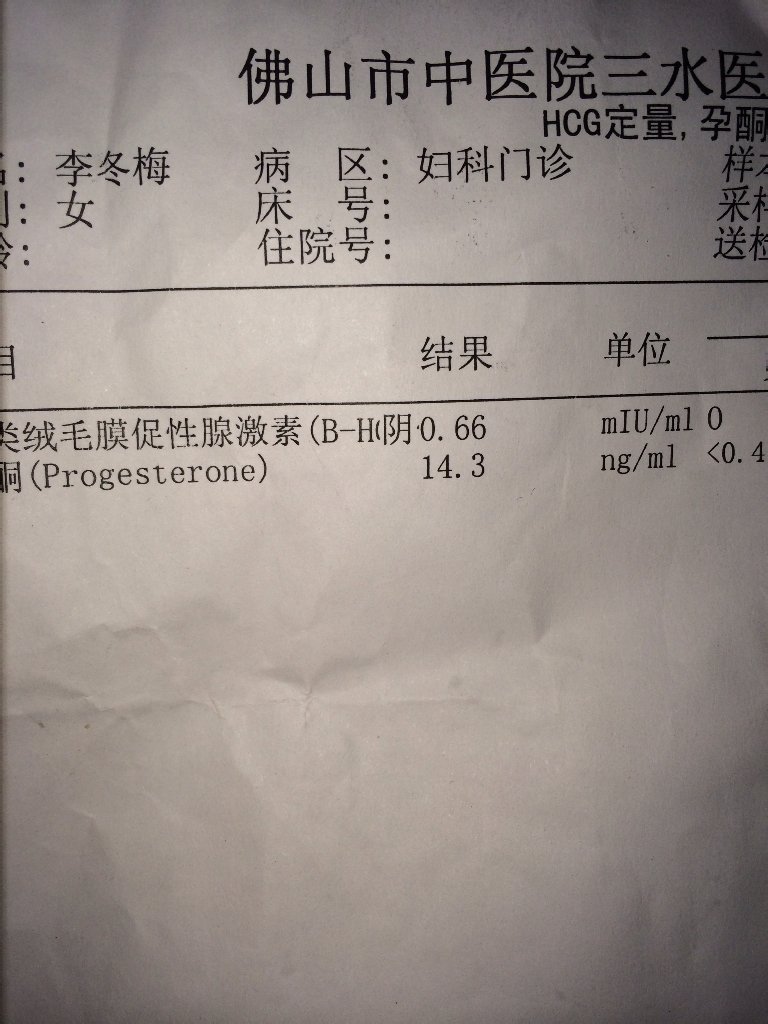 佛山市中医院三水医
HCG定量,孕酮
名: 李冬梅 病 区: 妇科门诊 样本
别: 女 床 号: 采样
龄: 住院号: 送检
目 结果 单位
类绒毛膜促性腺激素(B-H(阴· 0.66 mIU/ml 0
酮(Progesterone) 14.3 ng/ml <0.4